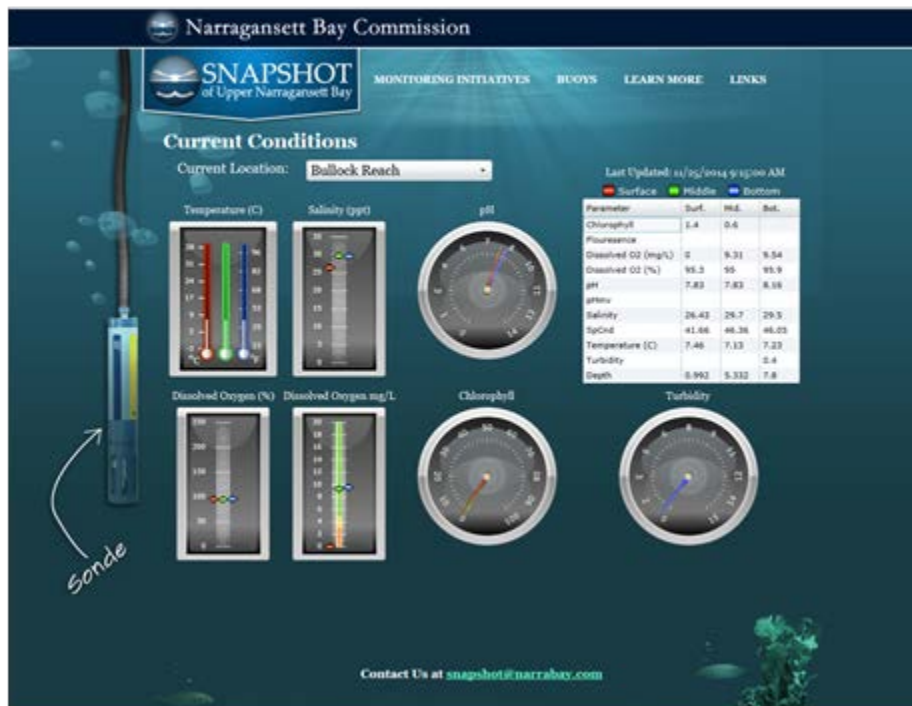 Narragansett Bay Commission
SNAPSHOT
of Upper Narragansett Bay
MONITORING INITIATIVES BUOYS LEARN MORE LINKS
Current Conditions
Current Location: Bullock Reach
Last Updated: 11/25/2014 9:15:00 AM
Surface Middle Bottom
Parameter Surf. Mid. Bot.
Chlorophyll 1.4 0.6
Flouresence
Dissolved O2 (mg/L) 0 9.31 9.54
Dissolved O2 (%) 95.3 95 95.9
pH 7.83 7.83 8.16
pHmv
Salinity 26.43 29.7 29.5
SpCnd 41.66 46.36 46.05
Temperature (C) 7.46 7.13 7.23
Turbidity 0.4
Depth 0.992 5.332 7.8
Temperature (C) Salinity (ppt) pH
°C °F
Dissolved Oxygen (%) Dissolved Oxygen mg/L Chlorophyll Turbidity
Sonde
Contact Us at snapshot@narrabay.com